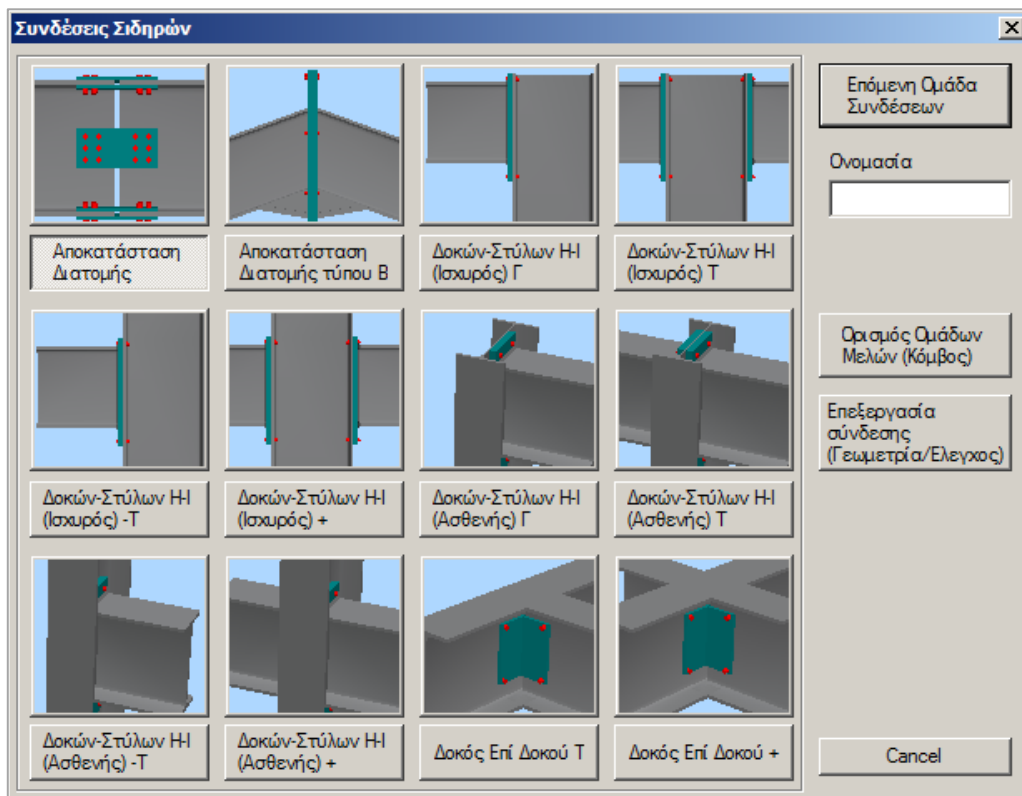 Συνδέσεις Σιδηρών
Αποκατάσταση
Διατομής
Αποκατάσταση
Διατομής τύπου Β
Δοκών-Στύλων Η-Ι
(Ισχυρός) Γ
Δοκών-Στύλων Η-Ι
(Ισχυρός) Τ
Επόμενη Ομάδα
Συνδέσεων
Ονομασία
Δοκών-Στύλων Η-Ι
(Ισχυρός) -Τ
Δοκών-Στύλων Η-Ι
(Ισχυρός) +
Δοκών-Στύλων Η-Ι
(Ασθενής) Γ
Δοκών-Στύλων Η-Ι
(Ασθενής) Τ
Ορισμός Ομάδων
Μελών (Κόμβος)
Επεξεργασία
σύνδεσης
(Γεωμετρία/Ελεγχος)
Δοκών-Στύλων Η-Ι
(Ασθενής) -Τ
Δοκών-Στύλων Η-Ι
(Ασθενής) +
Δοκός Επί Δοκού Τ
Δοκός Επί Δοκού +
Cancel